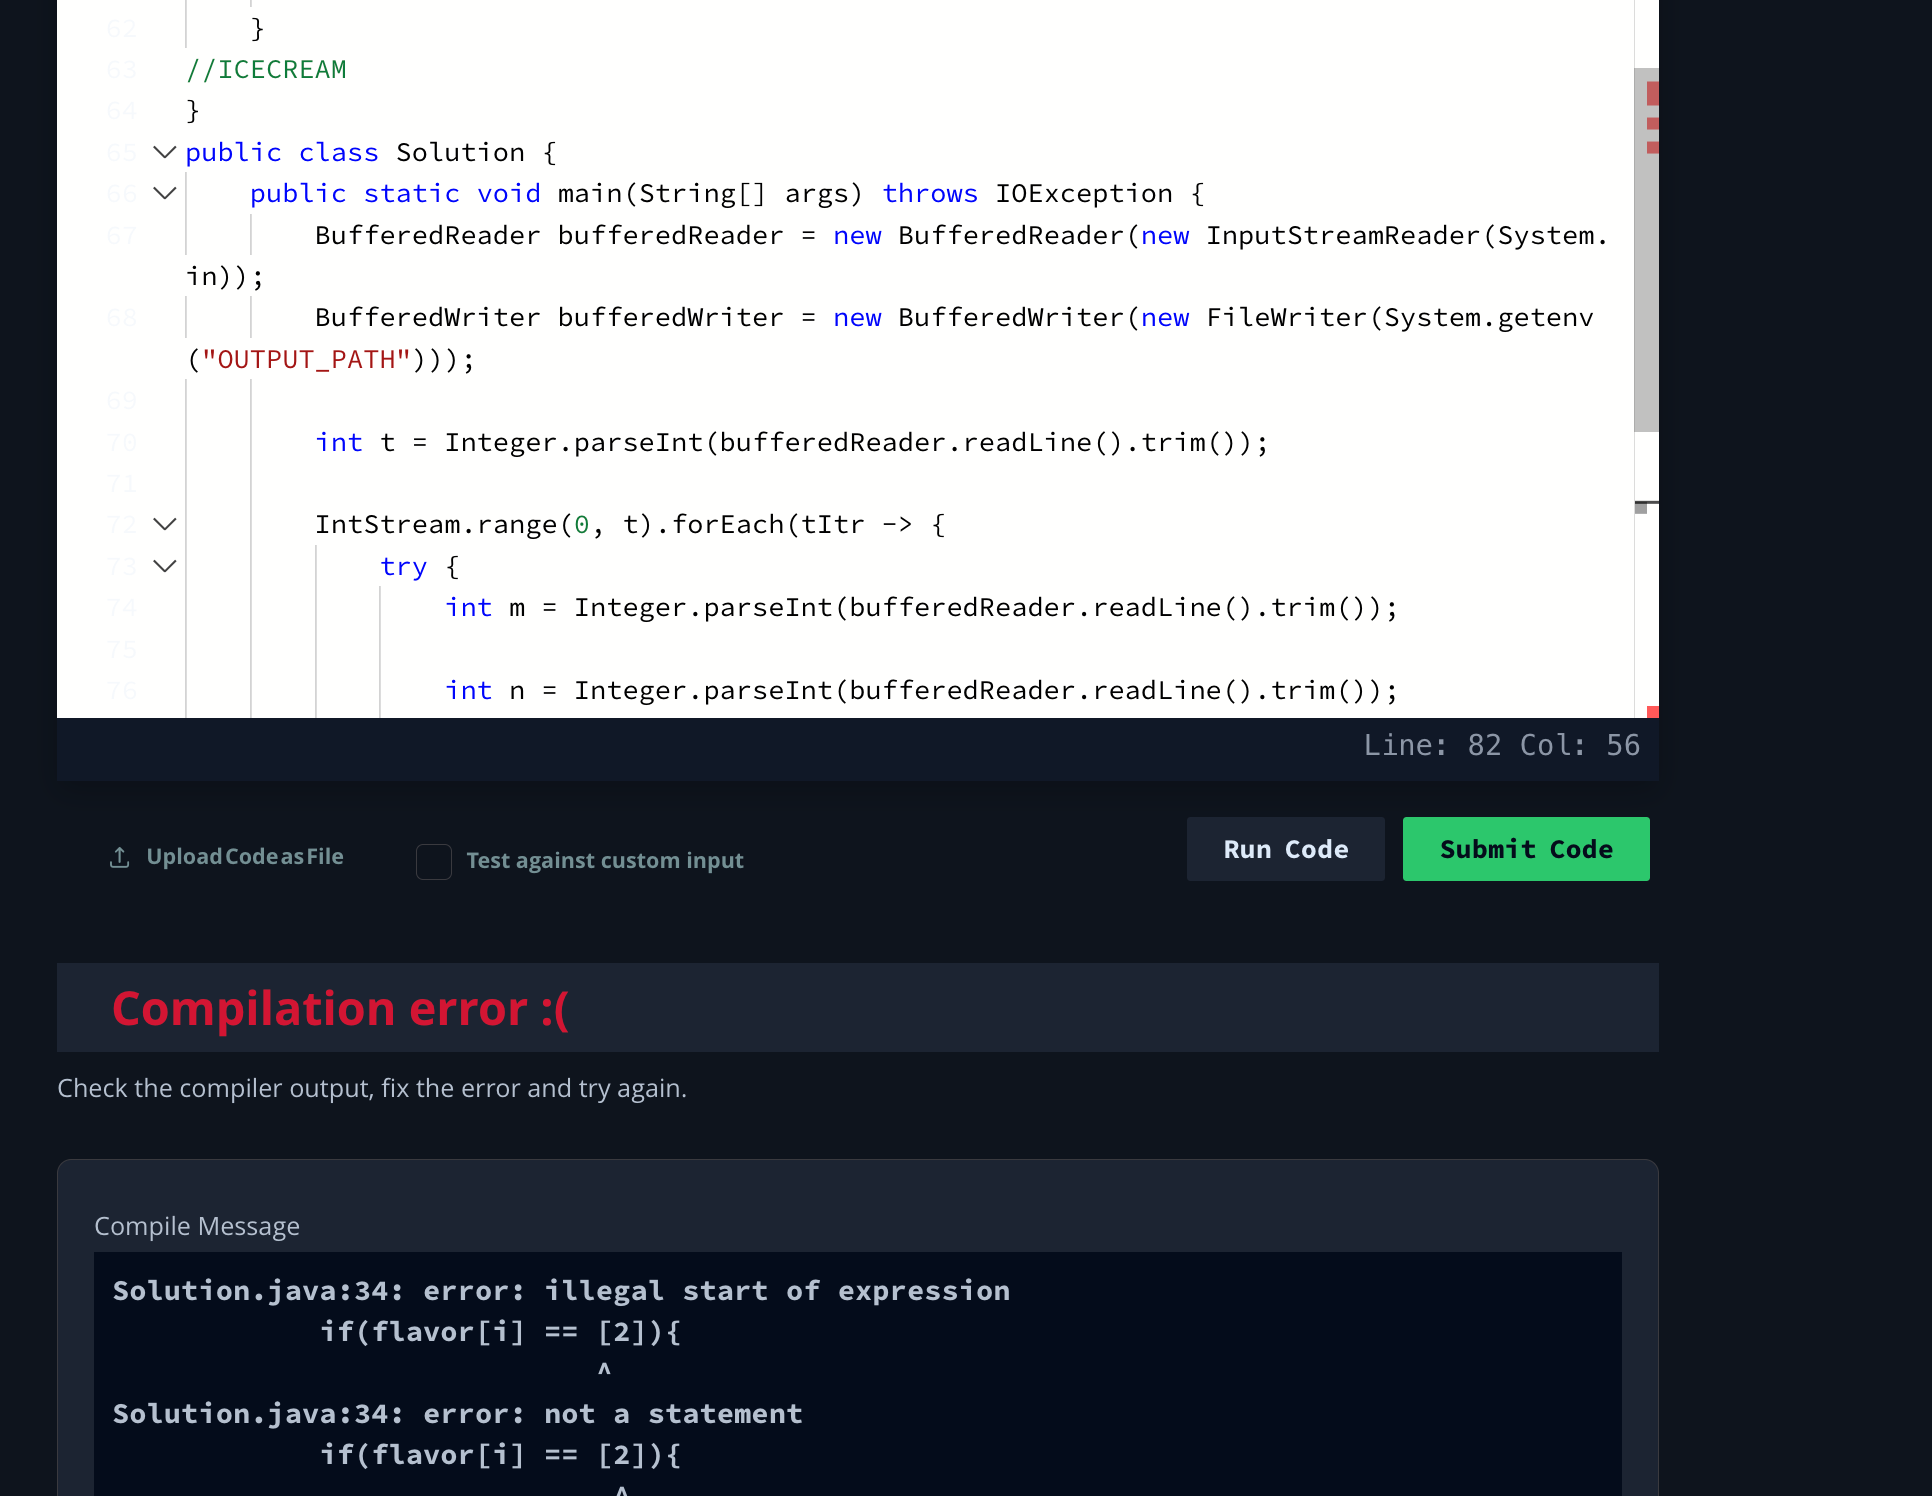 62 }
63 //ICECREAM
64 }
65 public class Solution {
66 public static void main(String[] args) throws IOException {
67 BufferedReader bufferedReader = new BufferedReader(new InputStreamReader(System.
in));
68 BufferedWriter bufferedWriter = new BufferedWriter(new FileWriter(System.getenv
("OUTPUT_PATH")));
69
70 int t = Integer.parseInt(bufferedReader.readLine().trim());
71
72 IntStream.range(0, t).forEach(tItr -> {
73 try {
74 int m = Integer.parseInt(bufferedReader.readLine().trim());
75
76 int n = Integer.parseInt(bufferedReader.readLine().trim());
Line: 82 Col: 56
Upload Code as File
Test against custom input
Run Code
Submit Code
Compilation error :(
Check the compiler output, fix the error and try again.
Compile Message
Solution.java:34: error: illegal start of expression
if(flavor[i] == [2]){
^
Solution.java:34: error: not a statement
if(flavor[i] == [2]){
^